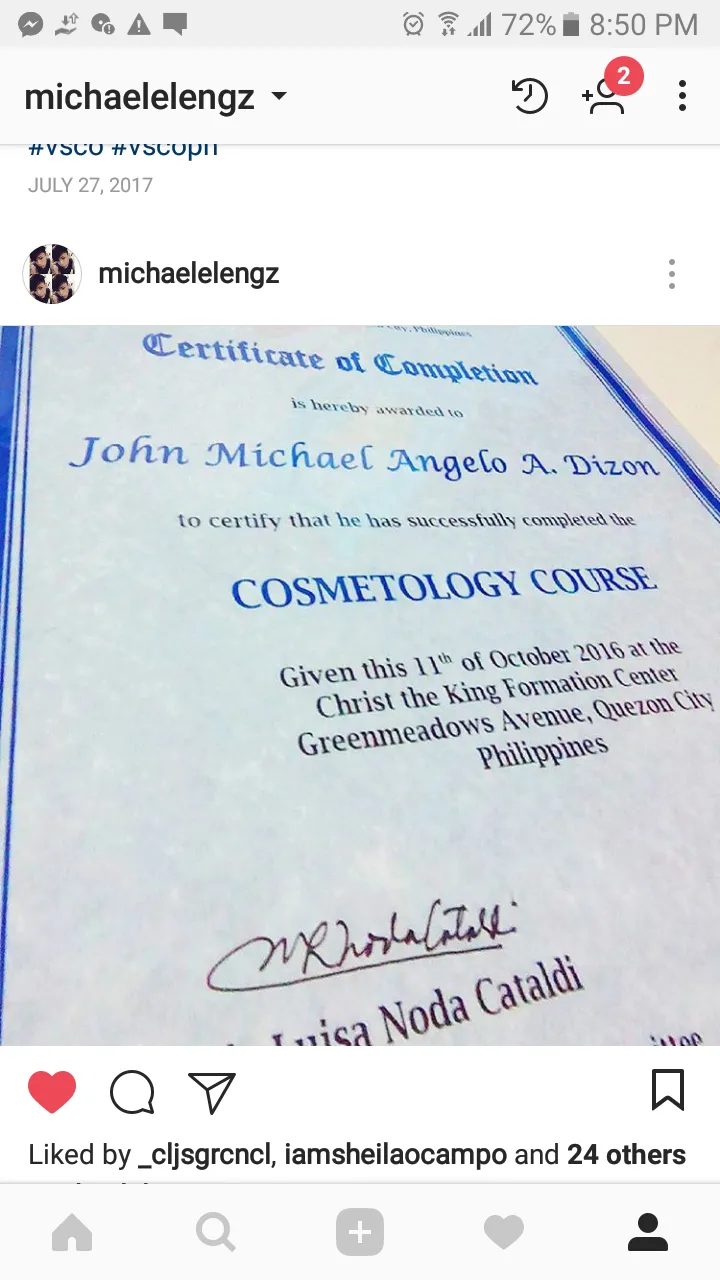 72% 8:50 PM
michaelelengz
2
#vsco #vscoph
JULY 27, 2017
michaelelengz
Philippines
Certificate of Completion
is hereby awarded to
John Michael Angelo A. Dizon
to certify that he has successfully completed the
COSMETOLOGY COURSE
Given this 11th of October 2016 at the
Christ the King Formation Center
Greenmeadows Avenue, Quezon City
Philippines
Luisa Noda Cataldi
Liked by _cljsgrcncl, iamsheilaocampo and 24 others